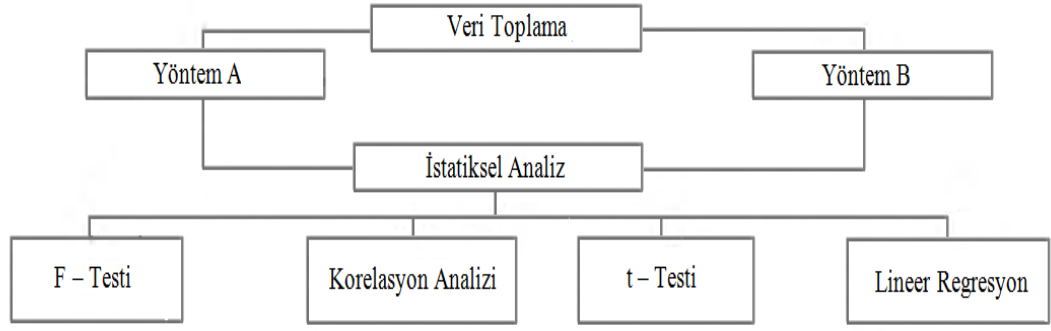 Veri Toplama
Yöntem A
Yöntem B
İstatiksel Analiz
F – Testi
Korelasyon Analizi
t – Testi
Lineer Regresyon